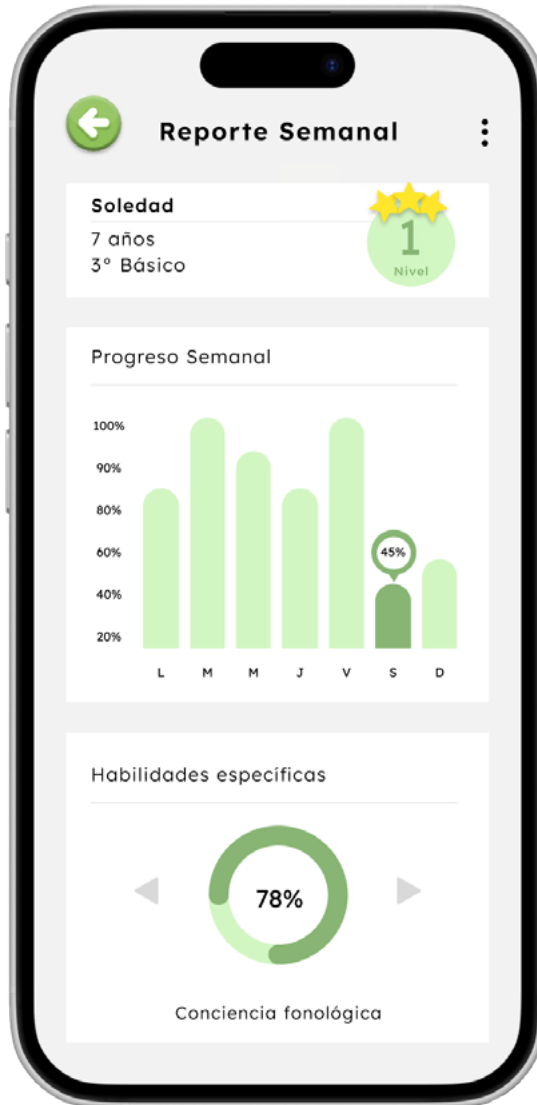 Reporte Semanal
Soledad
7 años
3° Básico
1
Nivel
Progreso Semanal
100%
90%
80%
60%
40%
20%
45%
L M M J V S D
Habilidades específicas
78%
Conciencia fonológica